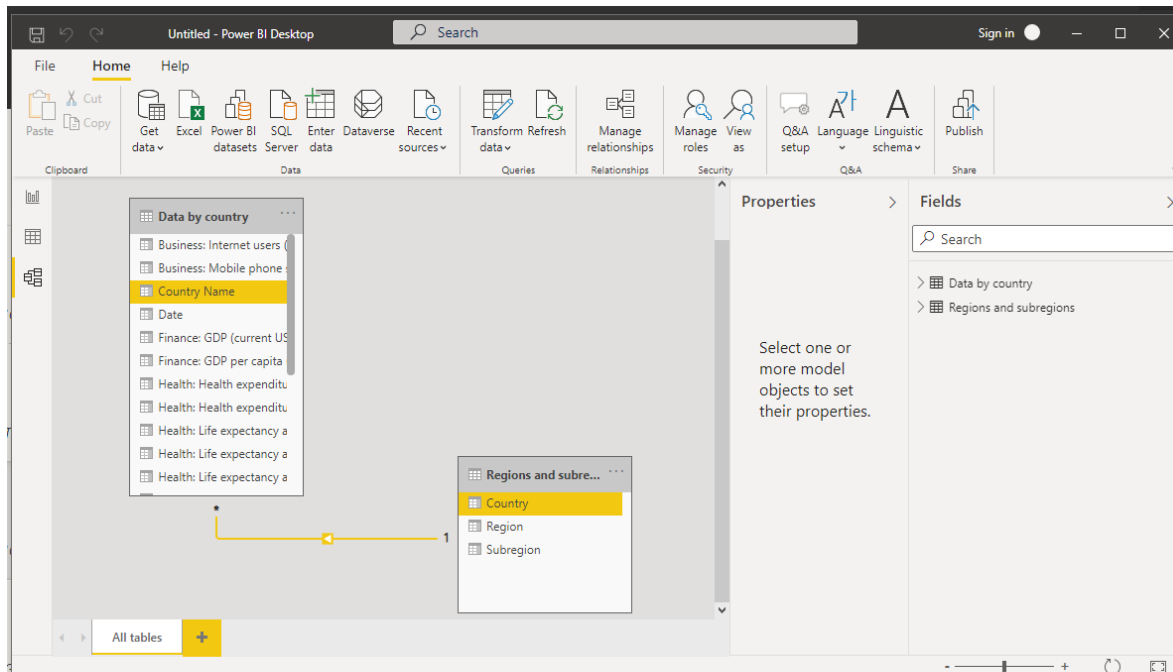 Untitled - Power BI Desktop
Search
Sign in
File Home Help
Paste
Cut
Copy
Clipboard
Get data
Excel
Power BI datasets
SQL Server
Enter data
Dataverse
Recent sources
Data
Transform data
Refresh
Queries
Manage relationships
Relationships
Manage roles
View as
Security
Q&A setup
Language
Linguistic schema
Q&A
Publish
Share
Data by country ...
Business: Internet users (
Business: Mobile phone s
Country Name
Date
Finance: GDP (current US
Finance: GDP per capita
Health: Health expenditu
Health: Health expenditu
Health: Life expectancy a
Health: Life expectancy a
Health: Life expectancy a
*
1
Regions and subre... ...
Country
Region
Subregion
Properties
Select one or
more model
objects to set
their properties.
Fields
Search
Data by country
Regions and subregions
All tables
+
- +